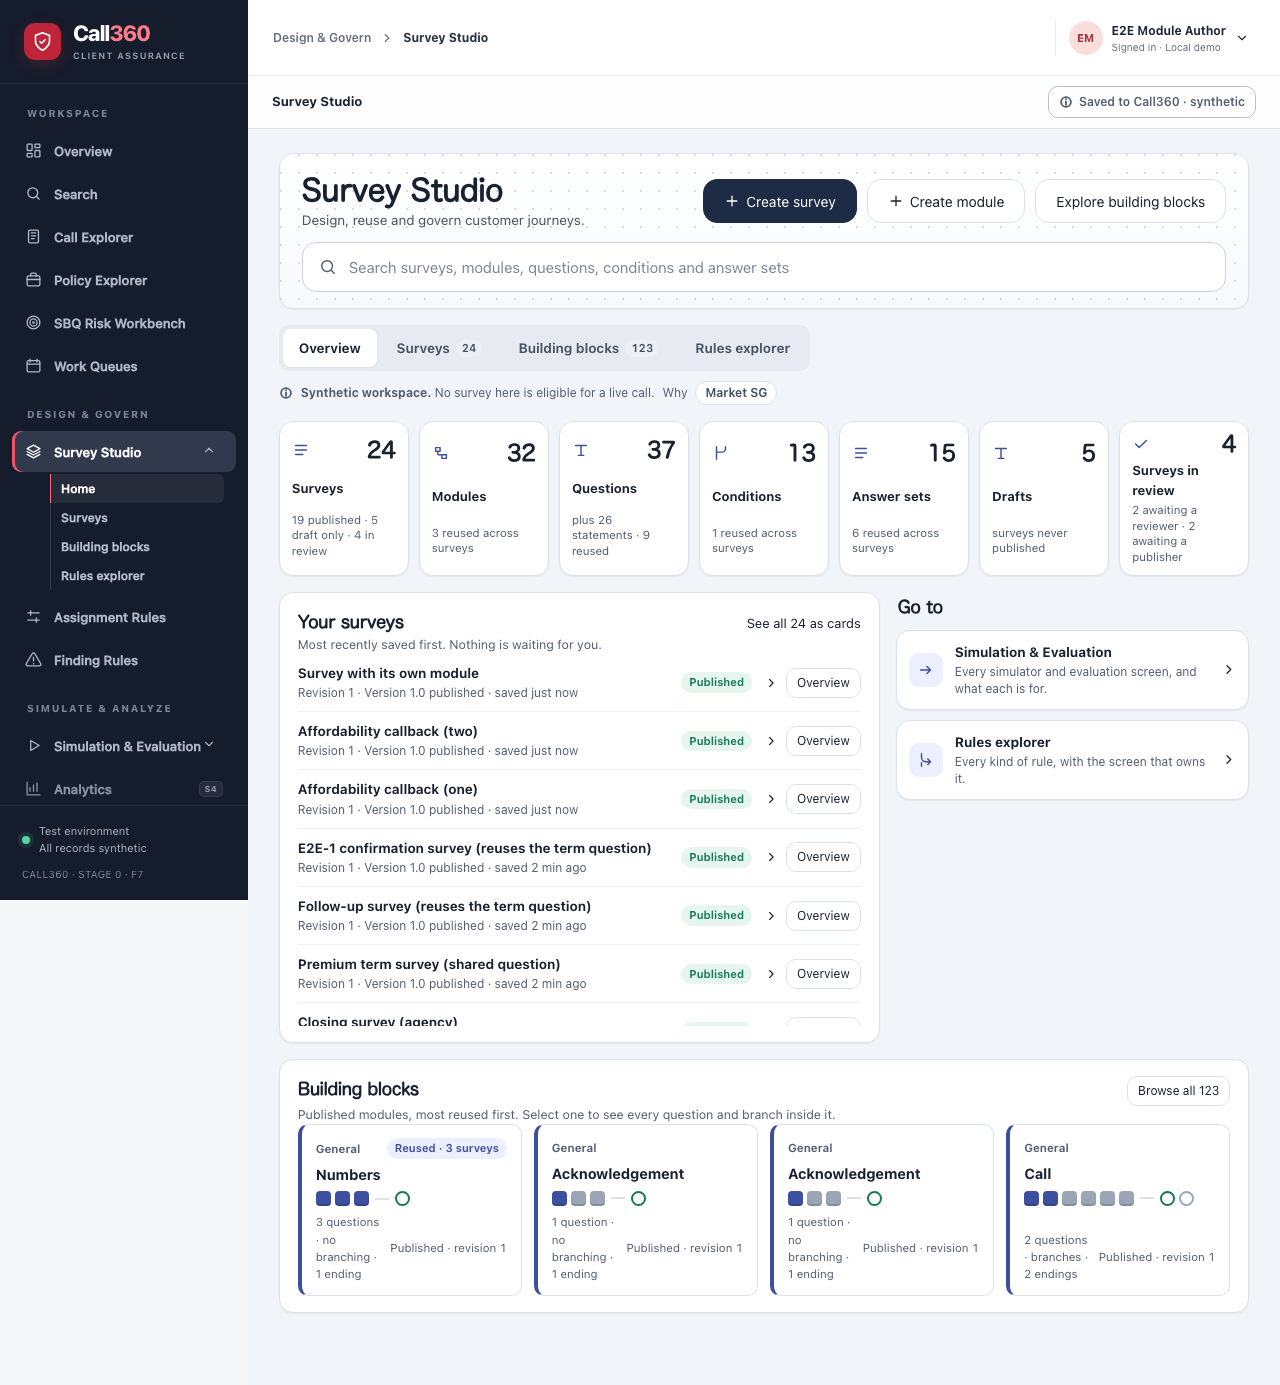 Call360
CLIENT ASSURANCE
WORKSPACE
Overview
Search
Call Explorer
Policy Explorer
SBQ Risk Workbench
Work Queues
DESIGN & GOVERN
Survey Studio
Home
Surveys
Building blocks
Rules explorer
Assignment Rules
Finding Rules
SIMULATE & ANALYZE
Simulation & Evaluation
Analytics S4
Test environment
All records synthetic
CALL360 · STAGE 0 · F7
Design & Govern Survey Studio
EM E2E Module Author
Signed in · Local demo
Survey Studio
Saved to Call360 · synthetic
Survey Studio
Design, reuse and govern customer journeys.
Create survey
Create module
Explore building blocks
Search surveys, modules, questions, conditions and answer sets
Overview
Surveys 24
Building blocks 123
Rules explorer
Synthetic workspace. No survey here is eligible for a live call. Why Market SG
24
Surveys
19 published · 5
draft only · 4 in
review
32
Modules
3 reused across
surveys
37
Questions
plus 26
statements · 9
reused
13
Conditions
1 reused across
surveys
15
Answer sets
6 reused across
surveys
5
Drafts
surveys never
published
4
Surveys in
review
2 awaiting a
reviewer · 2
awaiting a
publisher
Your surveys
See all 24 as cards
Most recently saved first. Nothing is waiting for you.
Survey with its own module
Revision 1 · Version 1.0 published · saved just now
Published Overview
Affordability callback (two)
Revision 1 · Version 1.0 published · saved just now
Published Overview
Affordability callback (one)
Revision 1 · Version 1.0 published · saved just now
Published Overview
E2E-1 confirmation survey (reuses the term question)
Revision 1 · Version 1.0 published · saved 2 min ago
Published Overview
Follow-up survey (reuses the term question)
Revision 1 · Version 1.0 published · saved 2 min ago
Published Overview
Premium term survey (shared question)
Revision 1 · Version 1.0 published · saved 2 min ago
Published Overview
Closing survey (agency)
Go to
Simulation & Evaluation
Every simulator and evaluation screen, and
what each is for.
Rules explorer
Every kind of rule, with the screen that owns
it.
Building blocks
Browse all 123
Published modules, most reused first. Select one to see every question and branch inside it.
General Reused · 3 surveys
Numbers
3 questions
· no
branching ·
1 ending
Published · revision 1
General
Acknowledgement
1 question ·
no
branching ·
1 ending
Published · revision 1
General
Acknowledgement
1 question ·
no
branching ·
1 ending
Published · revision 1
General
Call
2 questions
· branches ·
2 endings
Published · revision 1